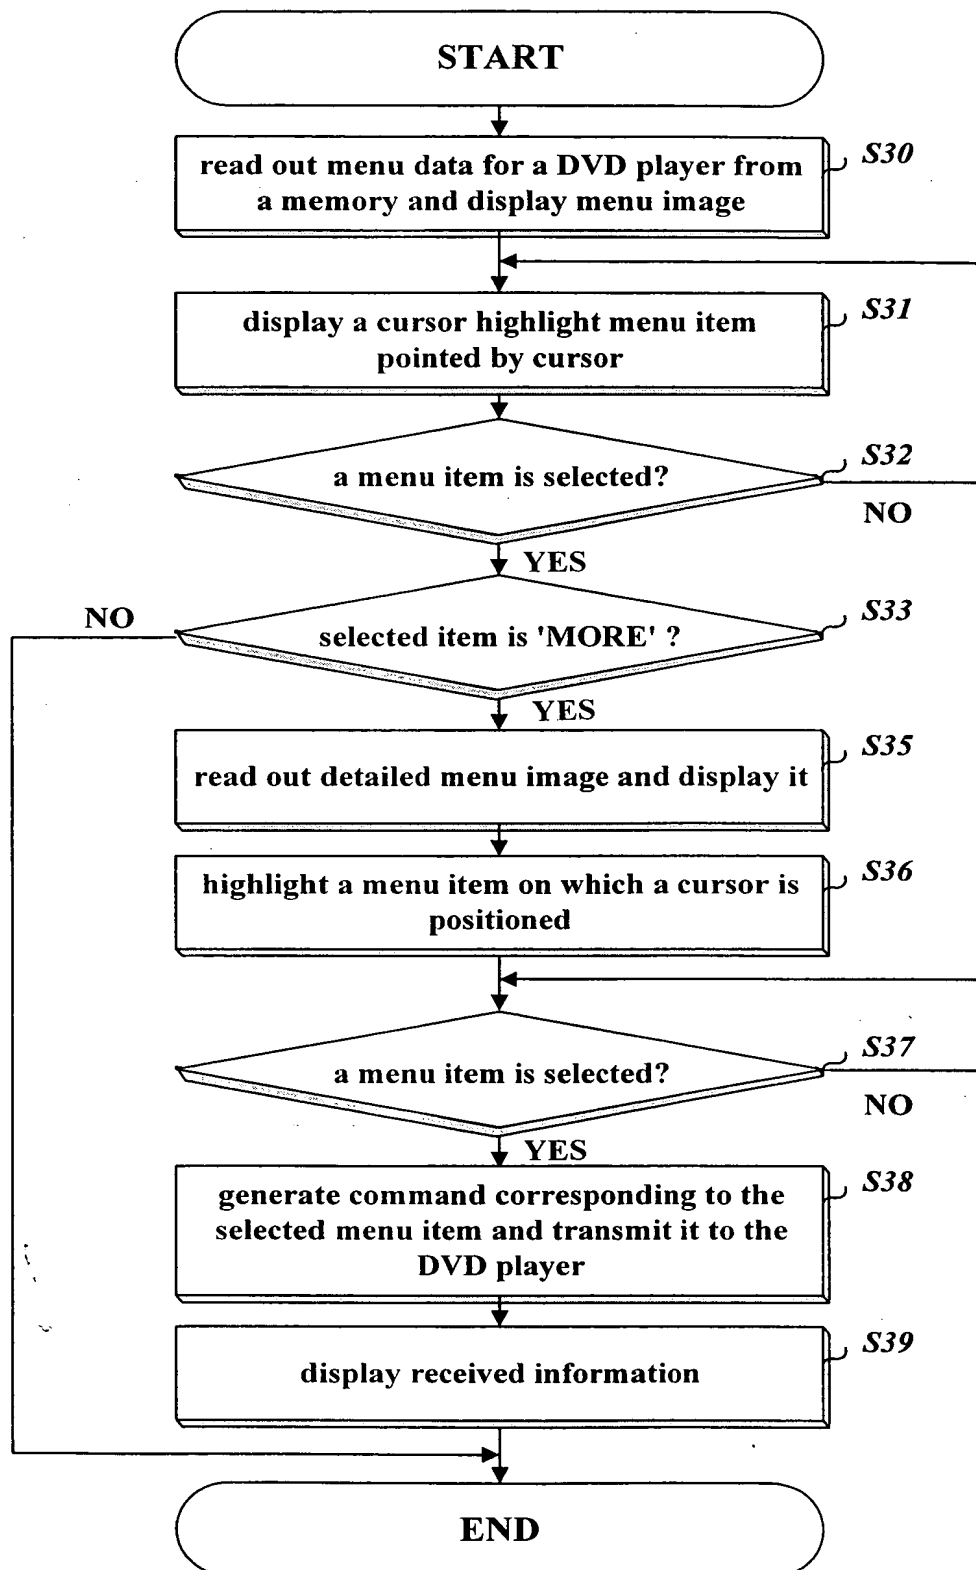 START
read out menu data for a DVD player from
a memory and display menu image
S30
display a cursor highlight menu item
pointed by cursor
S31
a menu item is selected?
S32
NO
YES
NO
selected item is 'MORE' ?
S33
YES
read out detailed menu image and display it
S35
highlight a menu item on which a cursor is
positioned
S36
a menu item is selected?
S37
NO
YES
generate command corresponding to the
selected menu item and transmit it to the
DVD player
S38
display received information
S39
END